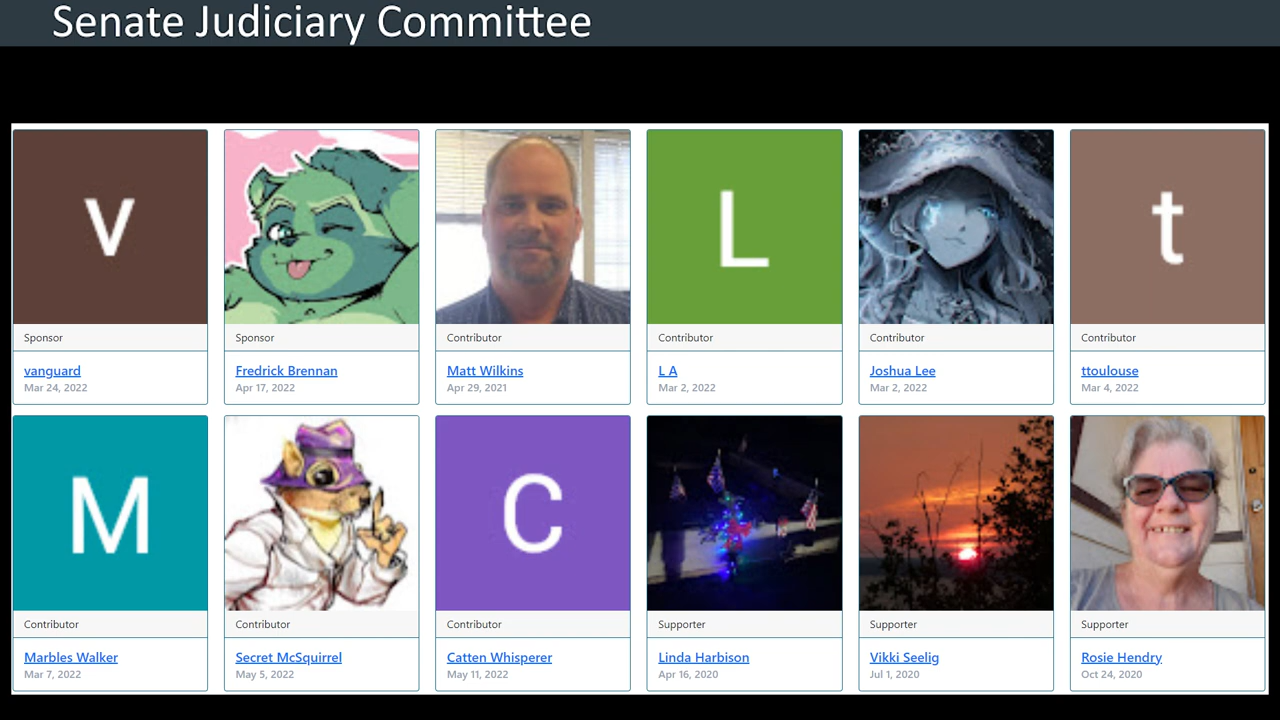 Senate Judiciary Committee
v
L
t
Sponsor
Sponsor
Contributor
Contributor
Contributor
Contributor
vanguard
Fredrick Brennan
Matt Wilkins
L A
Joshua Lee
ttoulouse
Mar 24, 2022
Apr 17, 2022
Apr 29, 2021
Mar 2, 2022
Mar 2, 2022
Mar 4, 2022
M
C
Contributor
Contributor
Contributor
Supporter
Supporter
Supporter
Marbles Walker
Secret McSquirrel
Catten Whisperer
Linda Harbison
Vikki Seelig
Rosie Hendry
Mar 7, 2022
May 5, 2022
May 11, 2022
Apr 16, 2020
Jul 1, 2020
Oct 24, 2020